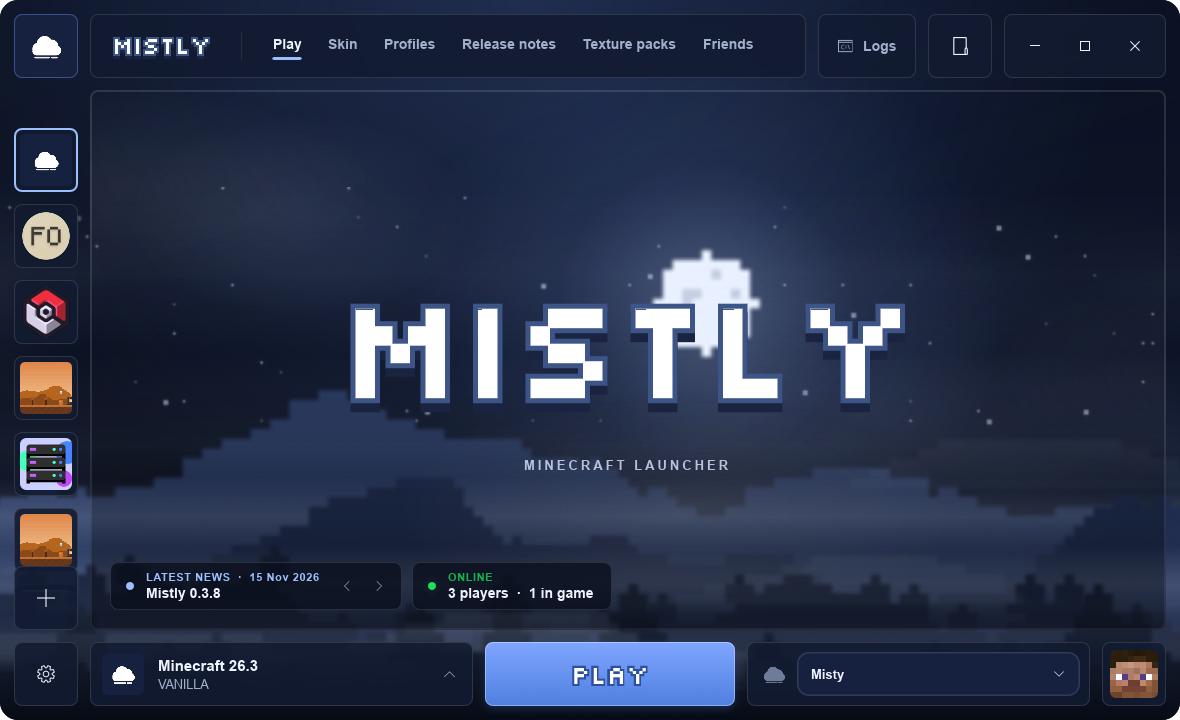 MISTLY
Play
Skin
Profiles
Release notes
Texture packs
Friends
Logs
FO
MISTLY
MINECRAFT LAUNCHER
LATEST NEWS · 15 Nov 2026
Mistly 0.3.8
ONLINE
3 players · 1 in game
Minecraft 26.3
VANILLA
PLAY
Misty